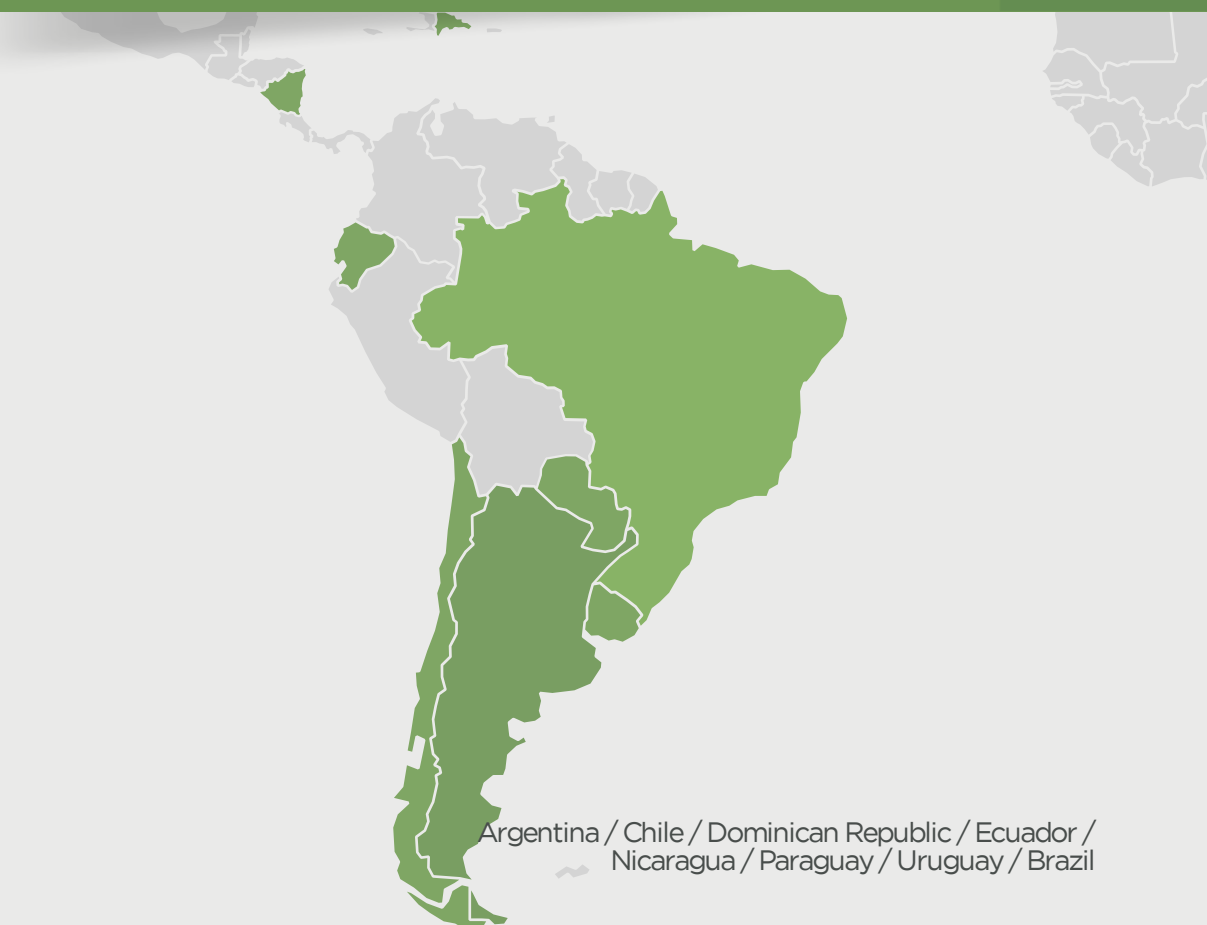 Argentina / Chile / Dominican Republic / Ecuador /
Nicaragua / Paraguay / Uruguay / Brazil